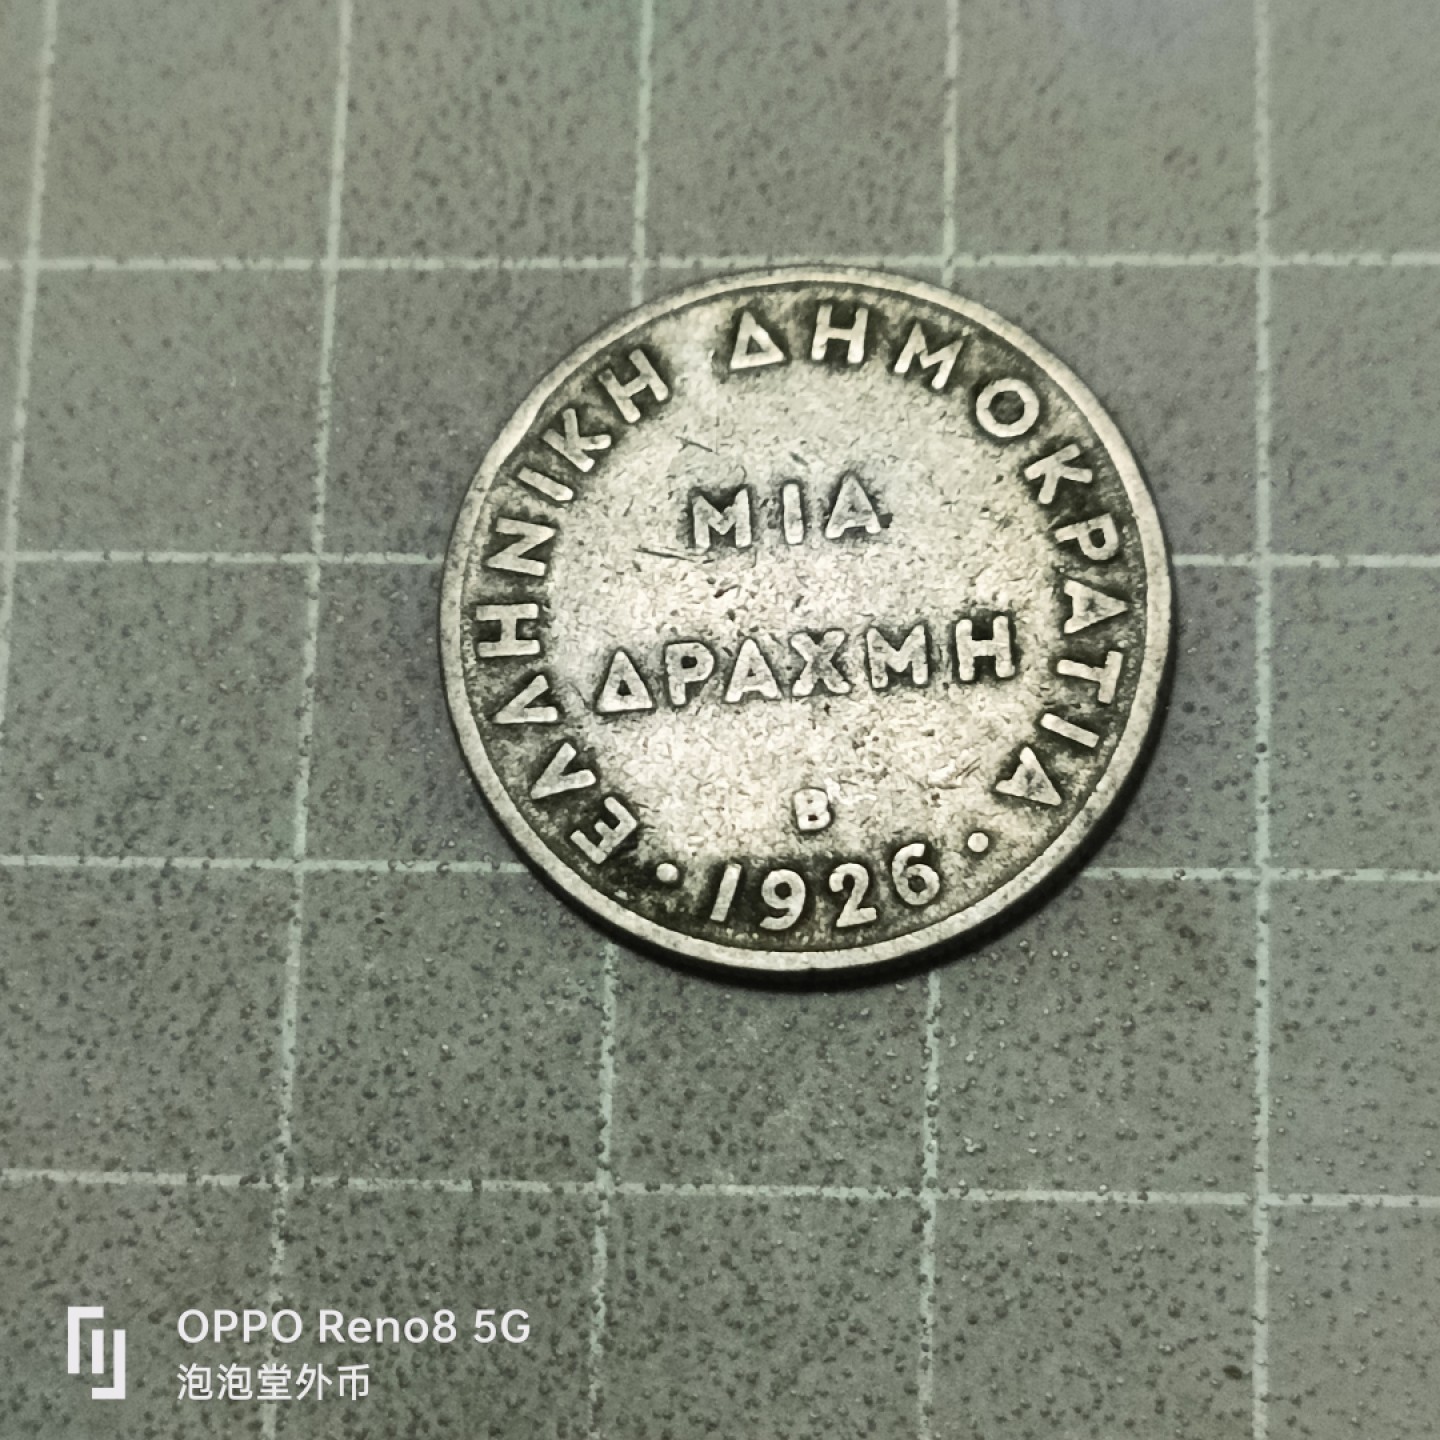 ΕΛΛΗΝΙΚΗ ΔΗΜΟΚΡΑΤΙΑ
ΜΙΑ
ΔΡΑΧΜΗ
Β
· 1926 ·
OPPO Reno8 5G
泡泡堂外币